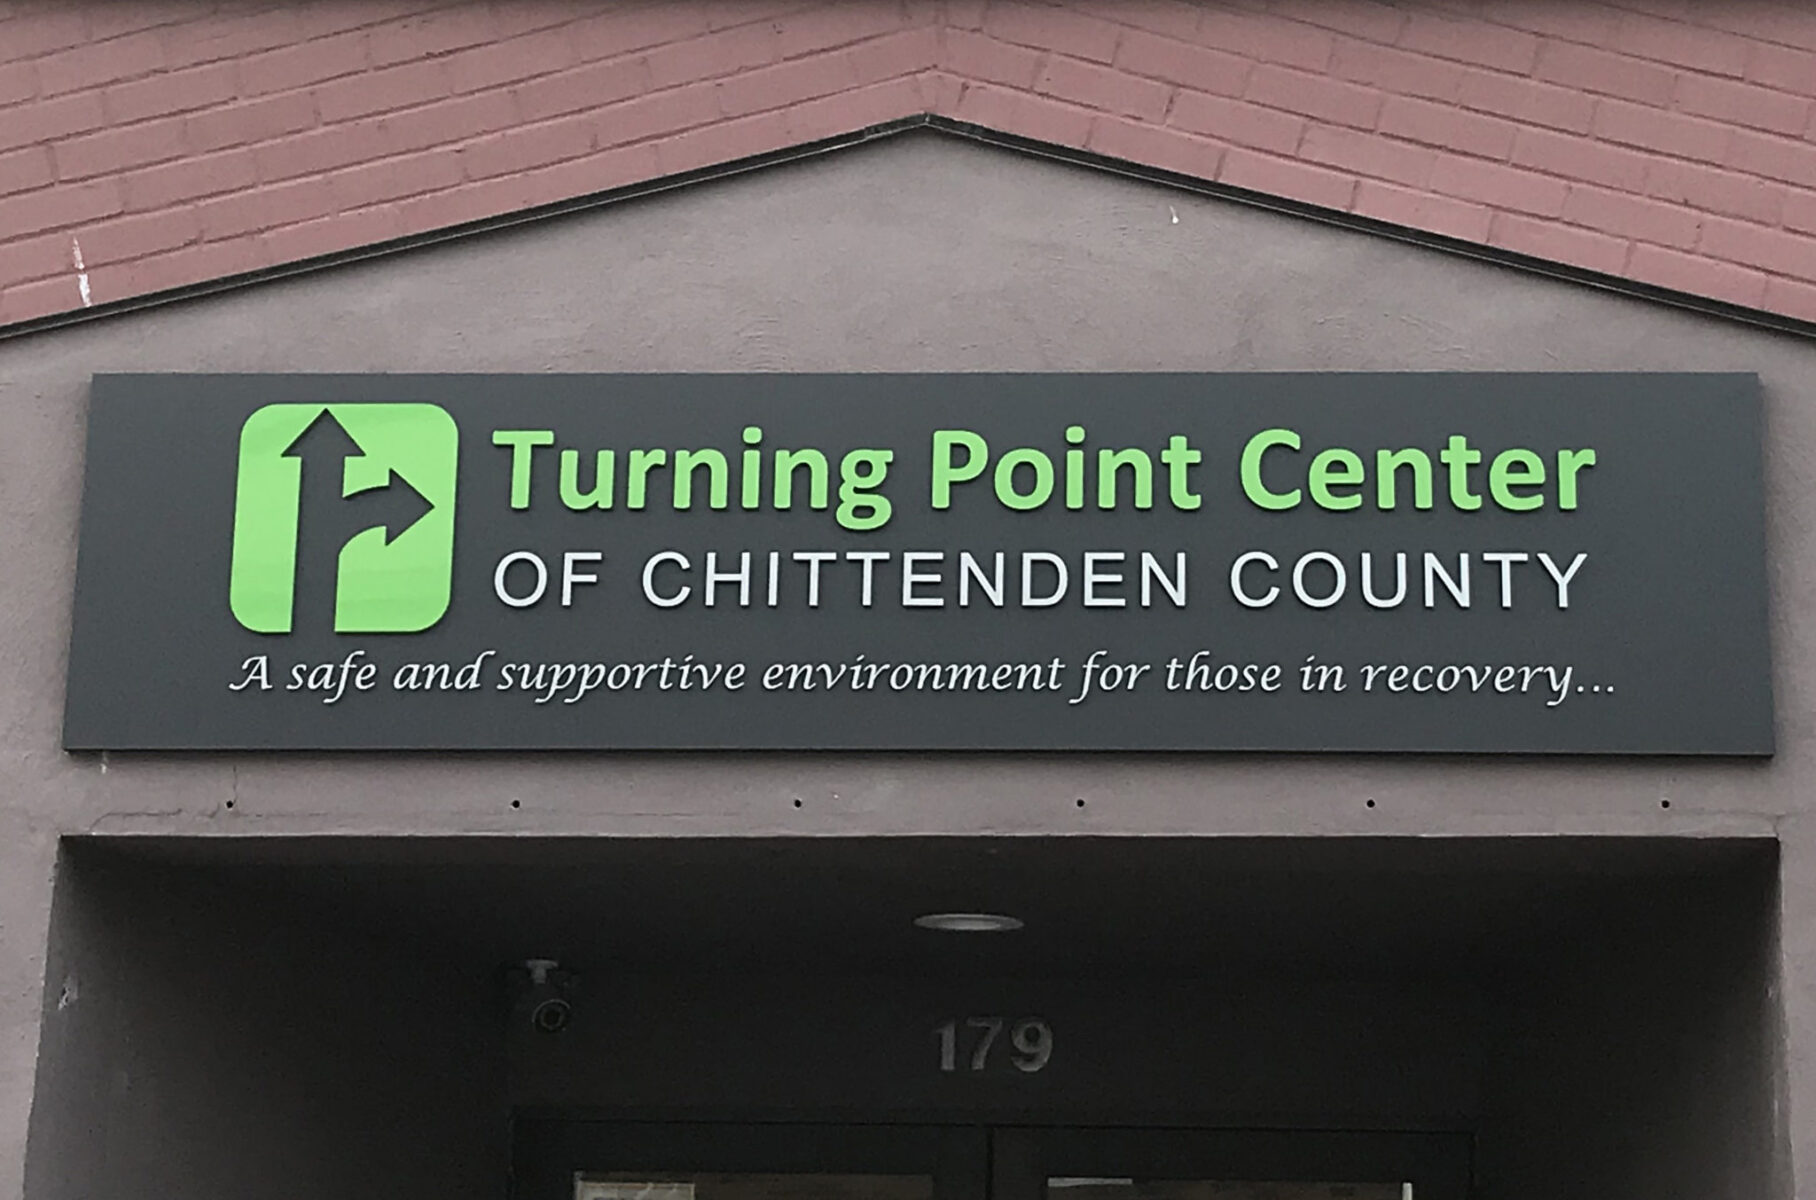 Turning Point Center
OF CHITTENDEN COUNTY
A safe and supportive environment for those in recovery...
179